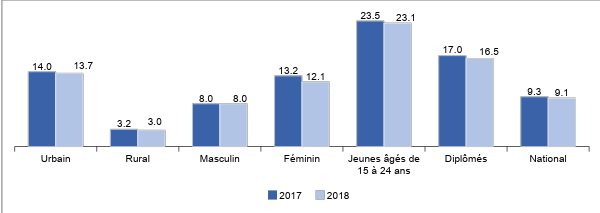 23.5
23.1
17.0
16.5
14.0
13.7
13.2
12.1
9.3
9.1
8.0
8.0
3.2
3.0
Urbain
Rural
Masculin
Féminin
Jeunes âgés de
15 à 24 ans
Diplômés
National
2017
2018